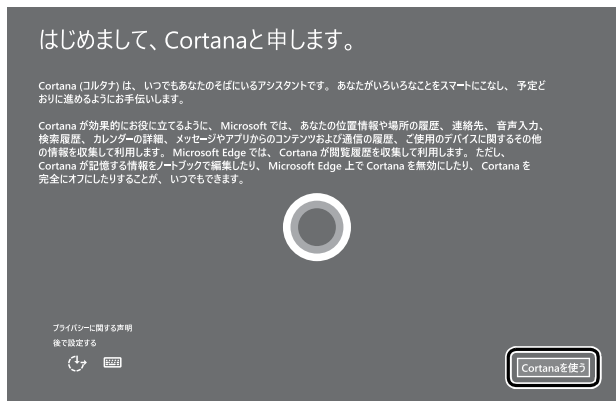 はじめまして、Cortanaと申します。
Cortana (コルタナ) は、いつでもあなたのそばにいるアシスタントです。あなたがいろいろなことをスマートにこなし、予定ど
おりに進めるようにお手伝いします。
Cortana が効果的にお役に立てるように、Microsoft では、あなたの位置情報や場所の履歴、連絡先、音声入力、
検索履歴、カレンダーの詳細、メッセージやアプリからのコンテンツおよび通信の履歴、ご使用のデバイスに関するその他
の情報を収集して利用します。Microsoft Edge では、Cortana が閲覧履歴を収集して利用します。ただし、
Cortana が記憶する情報をノートブックで編集したり、Microsoft Edge 上で Cortana を無効にしたり、Cortana を
完全にオフにしたりすることが、いつでもできます。
プライバシーに関する声明
後で設定する
Cortanaを使う